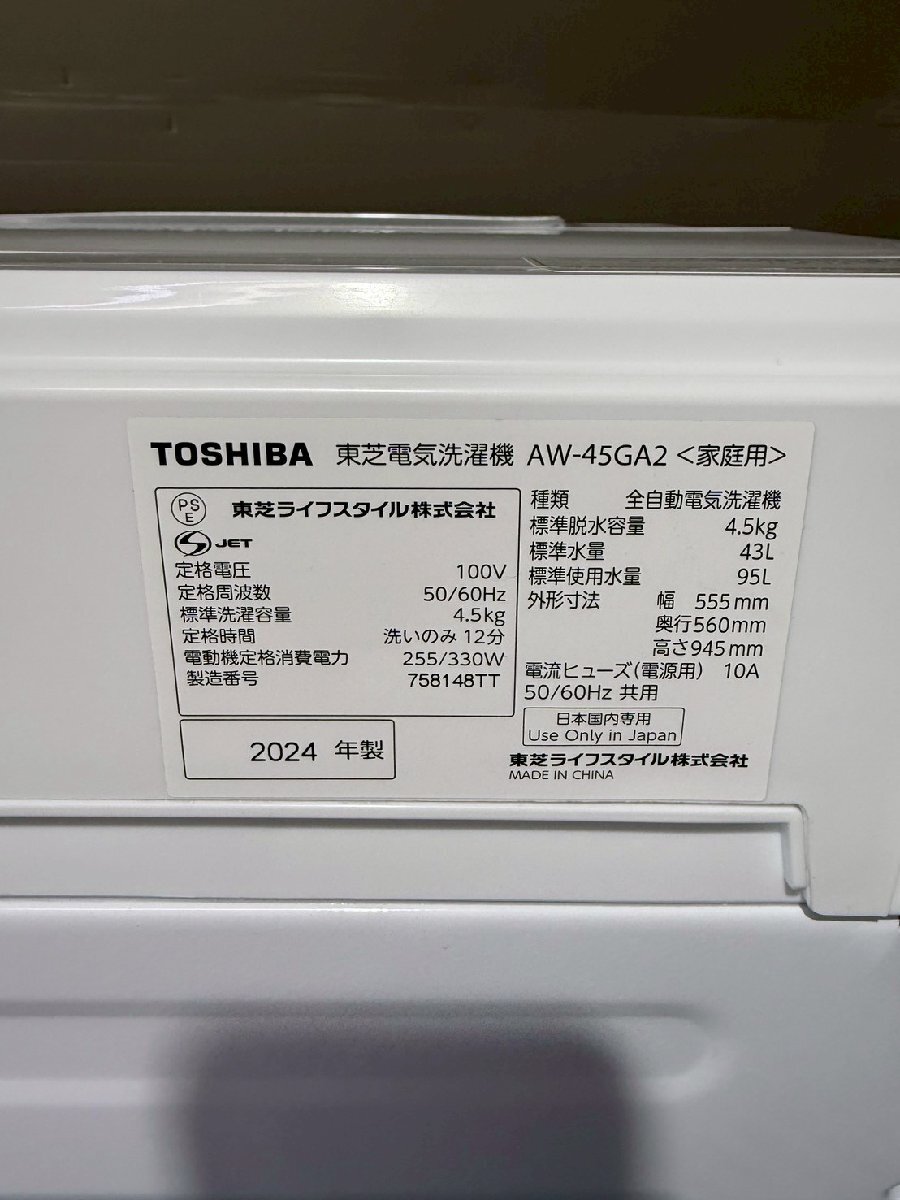 TOSHIBA 東芝電気洗濯機 AW-45GA2 <家庭用>
PS
E
東芝ライフスタイル株式会社
S JET
定格電圧 100V
定格周波数 50/60Hz
標準洗濯容量 4.5kg
定格時間 洗いのみ 12分
電動機定格消費電力 255/330W
製造番号 758148TT
2024 年製
種類 全自動電気洗濯機
標準脱水容量 4.5kg
標準水量 43L
標準使用水量 95L
外形寸法 幅 555mm
奥行560mm
高さ945mm
電流ヒューズ(電源用) 10A
50/60Hz 共用
日本国内専用
Use Only in Japan
東芝ライフスタイル株式会社
MADE IN CHINA